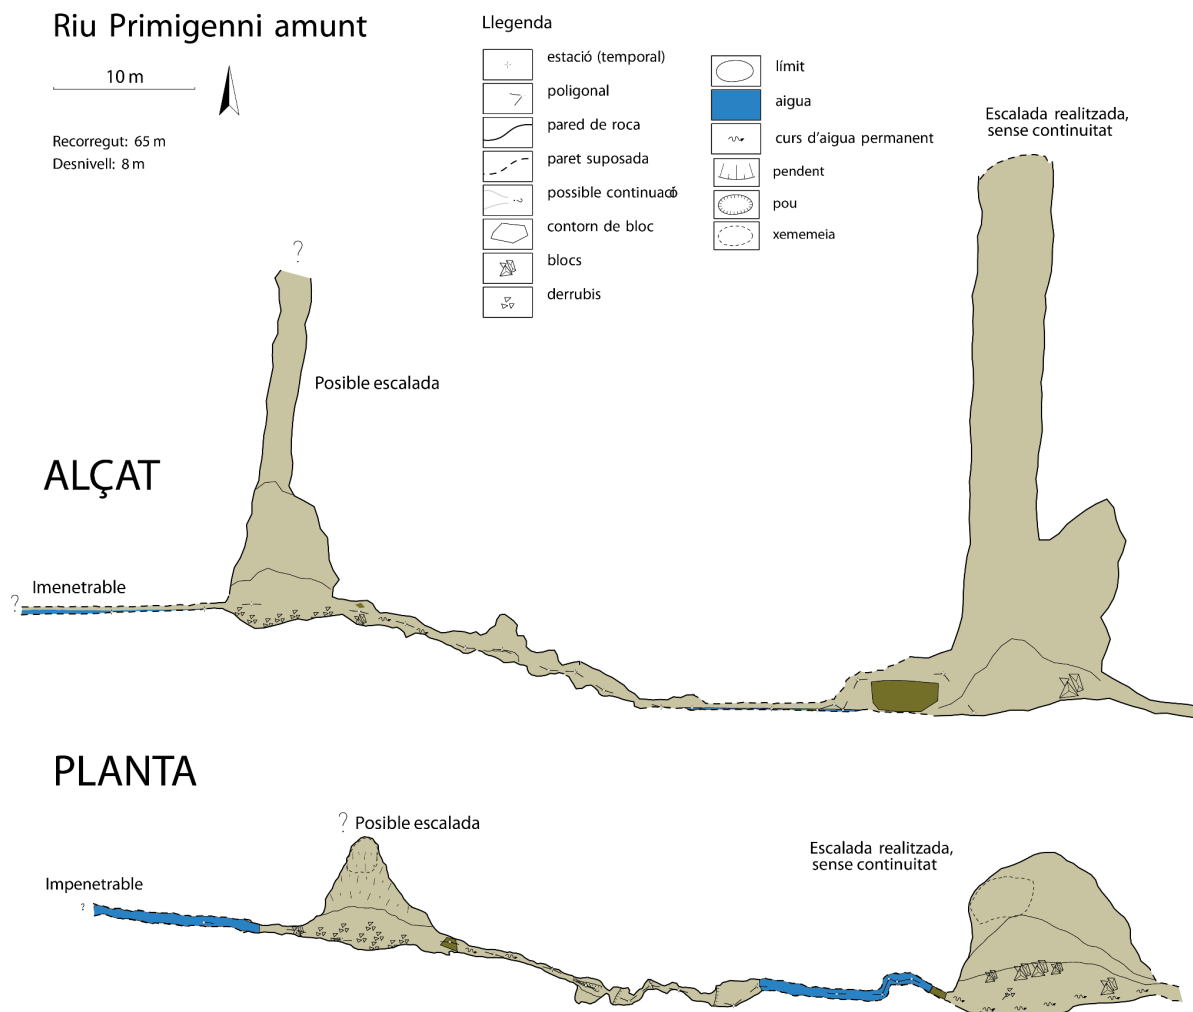 Riu Primigenni amunt
10 m
Recorregut: 65 m
Desnivell: 8 m
Llegenda
estació (temporal)
poligonal
pared de roca
paret suposada
possible continuació
contorn de bloc
blocs
derrubis
límit
aigua
curs d'aigua permanent
pendent
pou
xememeia
Escalada realitzada,
sense continuitat
?
Posible escalada
ALÇAT
Imenetrable
?
PLANTA
? Posible escalada
Escalada realitzada,
sense continuitat
Impenetrable
?